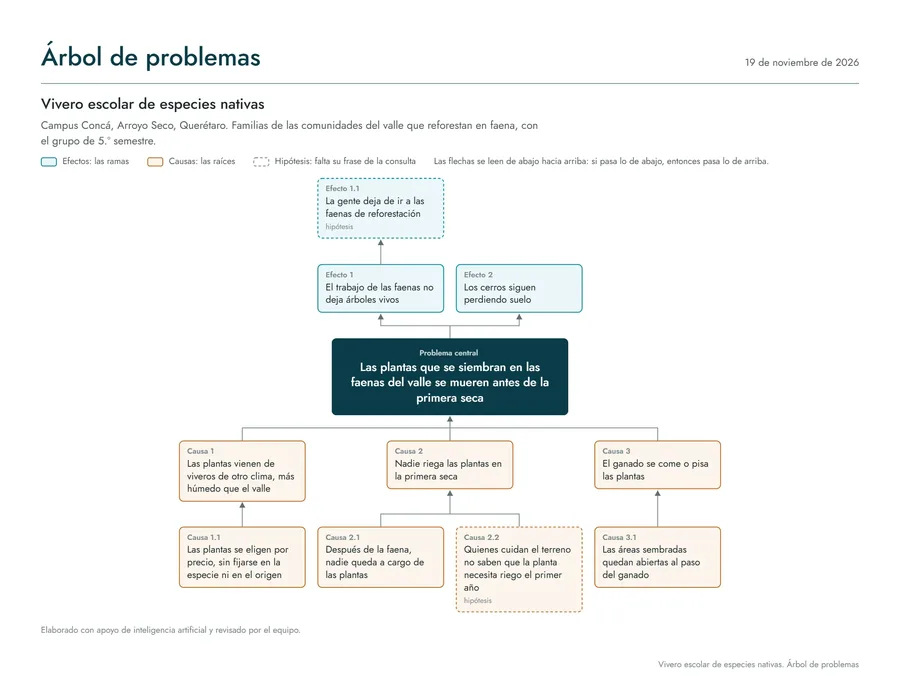 Árbol de problemas
19 de noviembre de 2026
Vivero escolar de especies nativas
Campus Concá, Arroyo Seco, Querétaro. Familias de las comunidades del valle que reforestan en faena, con
el grupo de 5.° semestre.
Efectos: las ramas
Causas: las raíces
Hipótesis: falta su frase de la consulta
Las flechas se leen de abajo hacia arriba: si pasa lo de abajo, entonces pasa lo de arriba.
Efecto 1.1
La gente deja de ir a las
faenas de reforestación
hipótesis
Efecto 1
El trabajo de las faenas no
deja árboles vivos
Efecto 2
Los cerros siguen
perdiendo suelo
Problema central
Las plantas que se siembran en las
faenas del valle se mueren antes de la
primera seca
Causa 1
Las plantas vienen de
viveros de otro clima, más
húmedo que el valle
Causa 2
Nadie riega las plantas en
la primera seca
Causa 3
El ganado se come o pisa
las plantas
Causa 1.1
Las plantas se eligen por
precio, sin fijarse en la
especie ni en el origen
Causa 2.1
Después de la faena,
nadie queda a cargo de
las plantas
Causa 2.2
Quienes cuidan el terreno
no saben que la planta
necesita riego el primer
año
hipótesis
Causa 3.1
Las áreas sembradas
quedan abiertas al paso
del ganado
Elaborado con apoyo de inteligencia artificial y revisado por el equipo.
Vivero escolar de especies nativas. Árbol de problemas